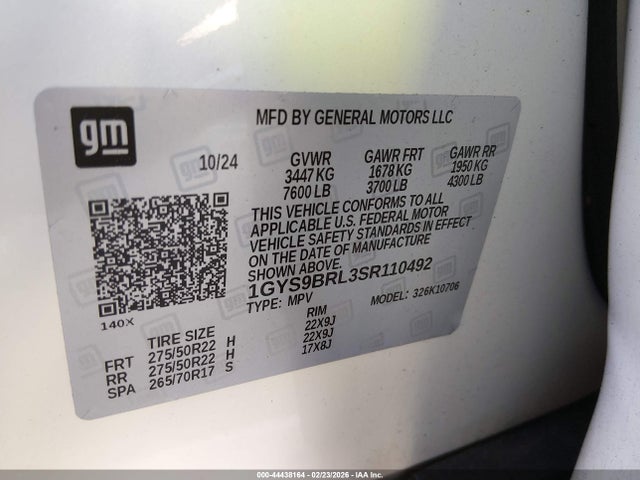 gm
MFD BY GENERAL MOTORS LLC
10/24 GVWR GAWR FRT GAWR RR
3447 KG 1678 KG 1950 KG
7600 LB 3700 LB 4300 LB
THIS VEHICLE CONFORMS TO ALL
APPLICABLE U.S. FEDERAL MOTOR
VEHICLE SAFETY STANDARDS IN EFFECT
ON THE DATE OF MANUFACTURE
SHOWN ABOVE.
1GYS9BRL3SR110492
TYPE: MPV MODEL: 326K10706
140X
TIRE SIZE RIM
FRT 275/50R22 H 22X9J
RR 275/50R22 H 22X9J
SPA 265/70R17 S 17X8J
000-44438164 - 02/23/2026 - IAA Inc.